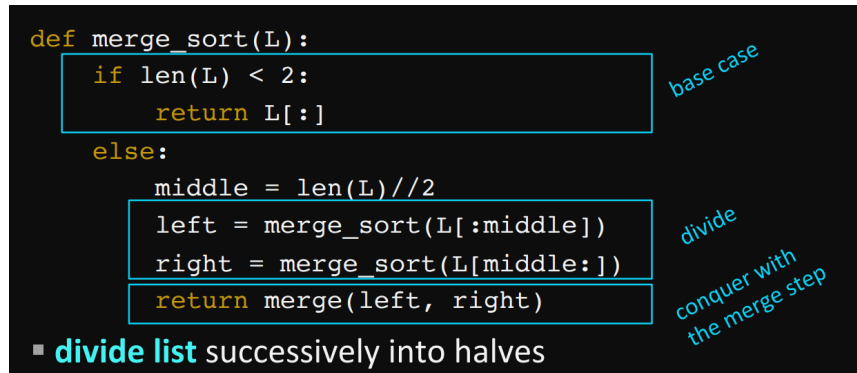 def merge_sort(L):
if len(L) < 2:
return L[:]
base case
else:
middle = len(L)//2
left = merge_sort(L[:middle])
right = merge_sort(L[middle:])
divide
return merge(left, right)
conquer with
the merge step
▪ divide list successively into halves